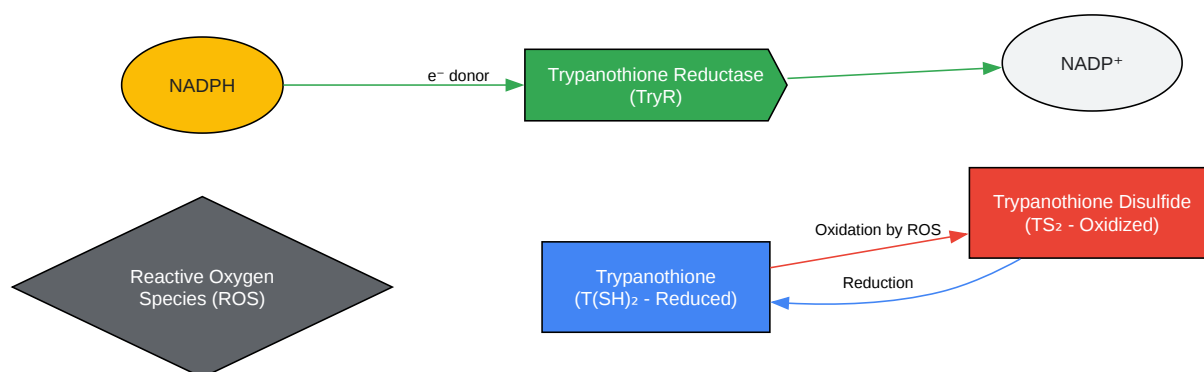 NADPH
e⁻ donor
Trypanothione Reductase
(TryR)
NADP⁺
Reactive Oxygen
Species (ROS)
Trypanothione
(T(SH)₂ - Reduced)
Oxidation by ROS
Reduction
Trypanothione Disulfide
(TS₂ - Oxidized)